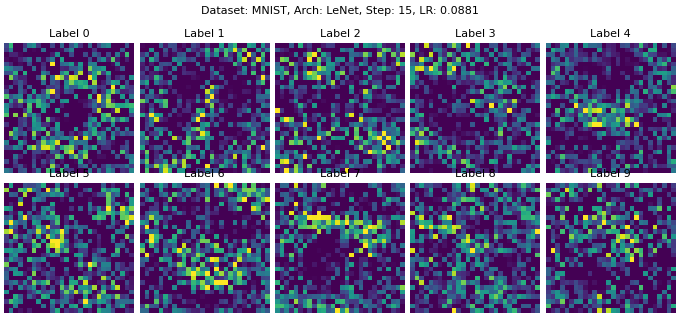 Dataset: MNIST, Arch: LeNet, Step: 15, LR: 0.0881
Label 0 Label 1 Label 2 Label 3 Label 4
Label 5 Label 6 Label 7 Label 8 Label 9